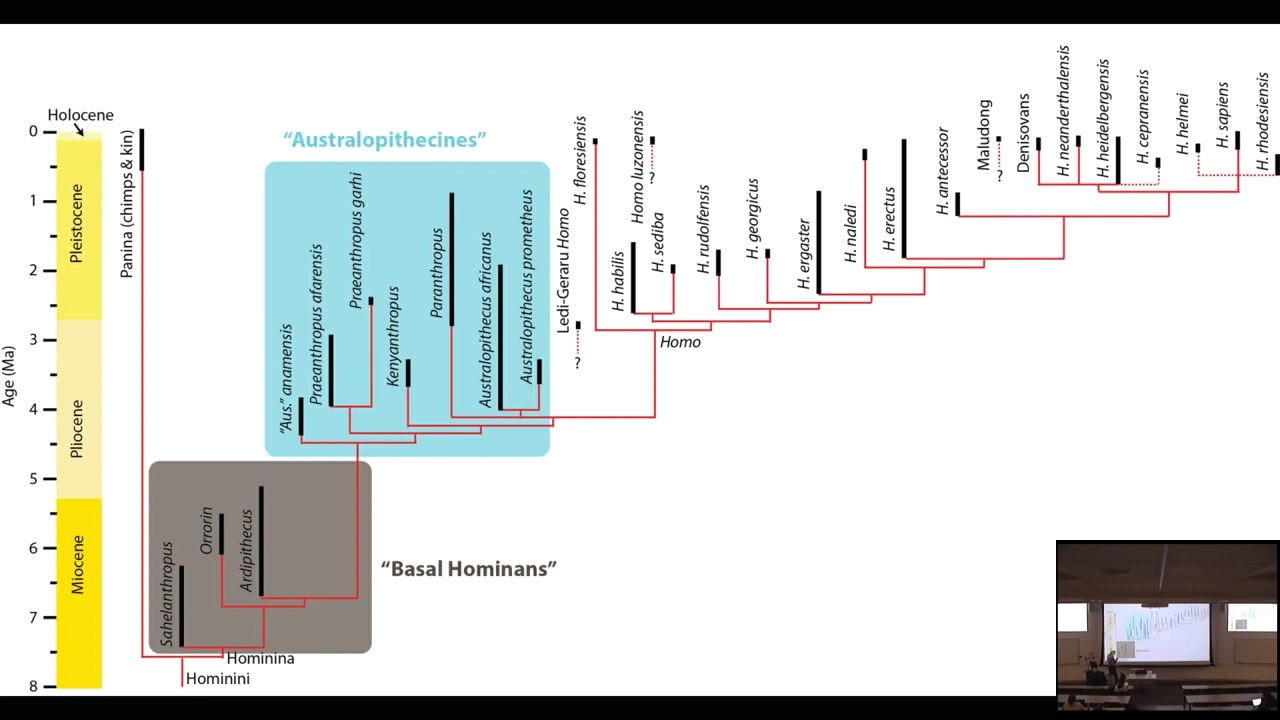 Holocene
0
1
2
3
4
5
6
7
8
Age (Ma)
Pleistocene
Pliocene
Miocene
Panina (chimps & kin)
“Australopithecines”
“Aus.” anamensis
Praeanthropus afarensis
Praeanthropus garhi
Kenyanthropus
Paranthropus
Australopithecus africanus
Australopithecus prometheus
Sahelanthropus
Orrorin
Ardipithecus
“Basal Hominans”
Hominina
Hominini
Ledi-Geraru Homo
?
H. floresiensis
Homo luzonensis
?
H. habilis
H. sediba
H. rudolfensis
H. georgicus
H. ergaster
H. naledi
H. erectus
H. antecessor
Maludong
?
Denisovans
H. neanderthalensis
H. heidelbergensis
H. cepranensis
H. helmei
H. sapiens
H. rhodesiensis
Homo